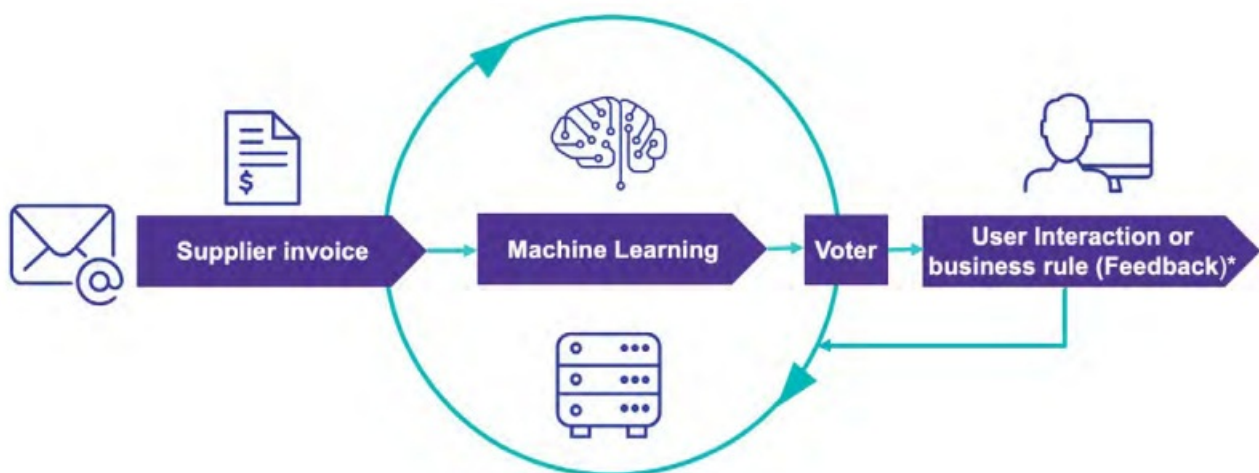 $
@
Supplier invoice
Machine Learning
Voter
User Interaction or
business rule (Feedback)*